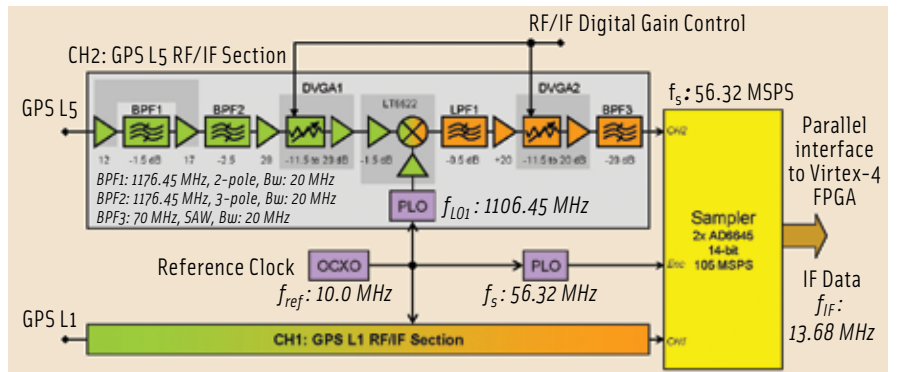 RF/IF Digital Gain Control
CH2: GPS L5 RF/IF Section
fs: 56.32 MSPS
GPS L5
BPF1
BPF2
DVGA1
LT5522
LPF1
DVGA2
BPF3
CH2
12
-1.5 dB
17
-2.5
20
-11.5 to 20 dB
-1.5 dB
-0.5 dB
+20
-11.5 to 20 dB
-20 dB
BPF1: 1176.45 MHz, 2-pole, Bw: 20 MHz
BPF2: 1176.45 MHz, 3-pole, Bw: 20 MHz
BPF3: 70 MHz, SAW, Bw: 20 MHz
PLO
fLO1: 1106.45 MHz
Parallel
interface
to Virtex-4
FPGA
Sampler
2x AD6645
14-bit
105 MSPS
Reference Clock
OCXO
PLO
Enc
fref: 10.0 MHz
fs: 56.32 MHz
IF Data
fIF:
13.68 MHz
GPS L1
CH1: GPS L1 RF/IF Section
CH1